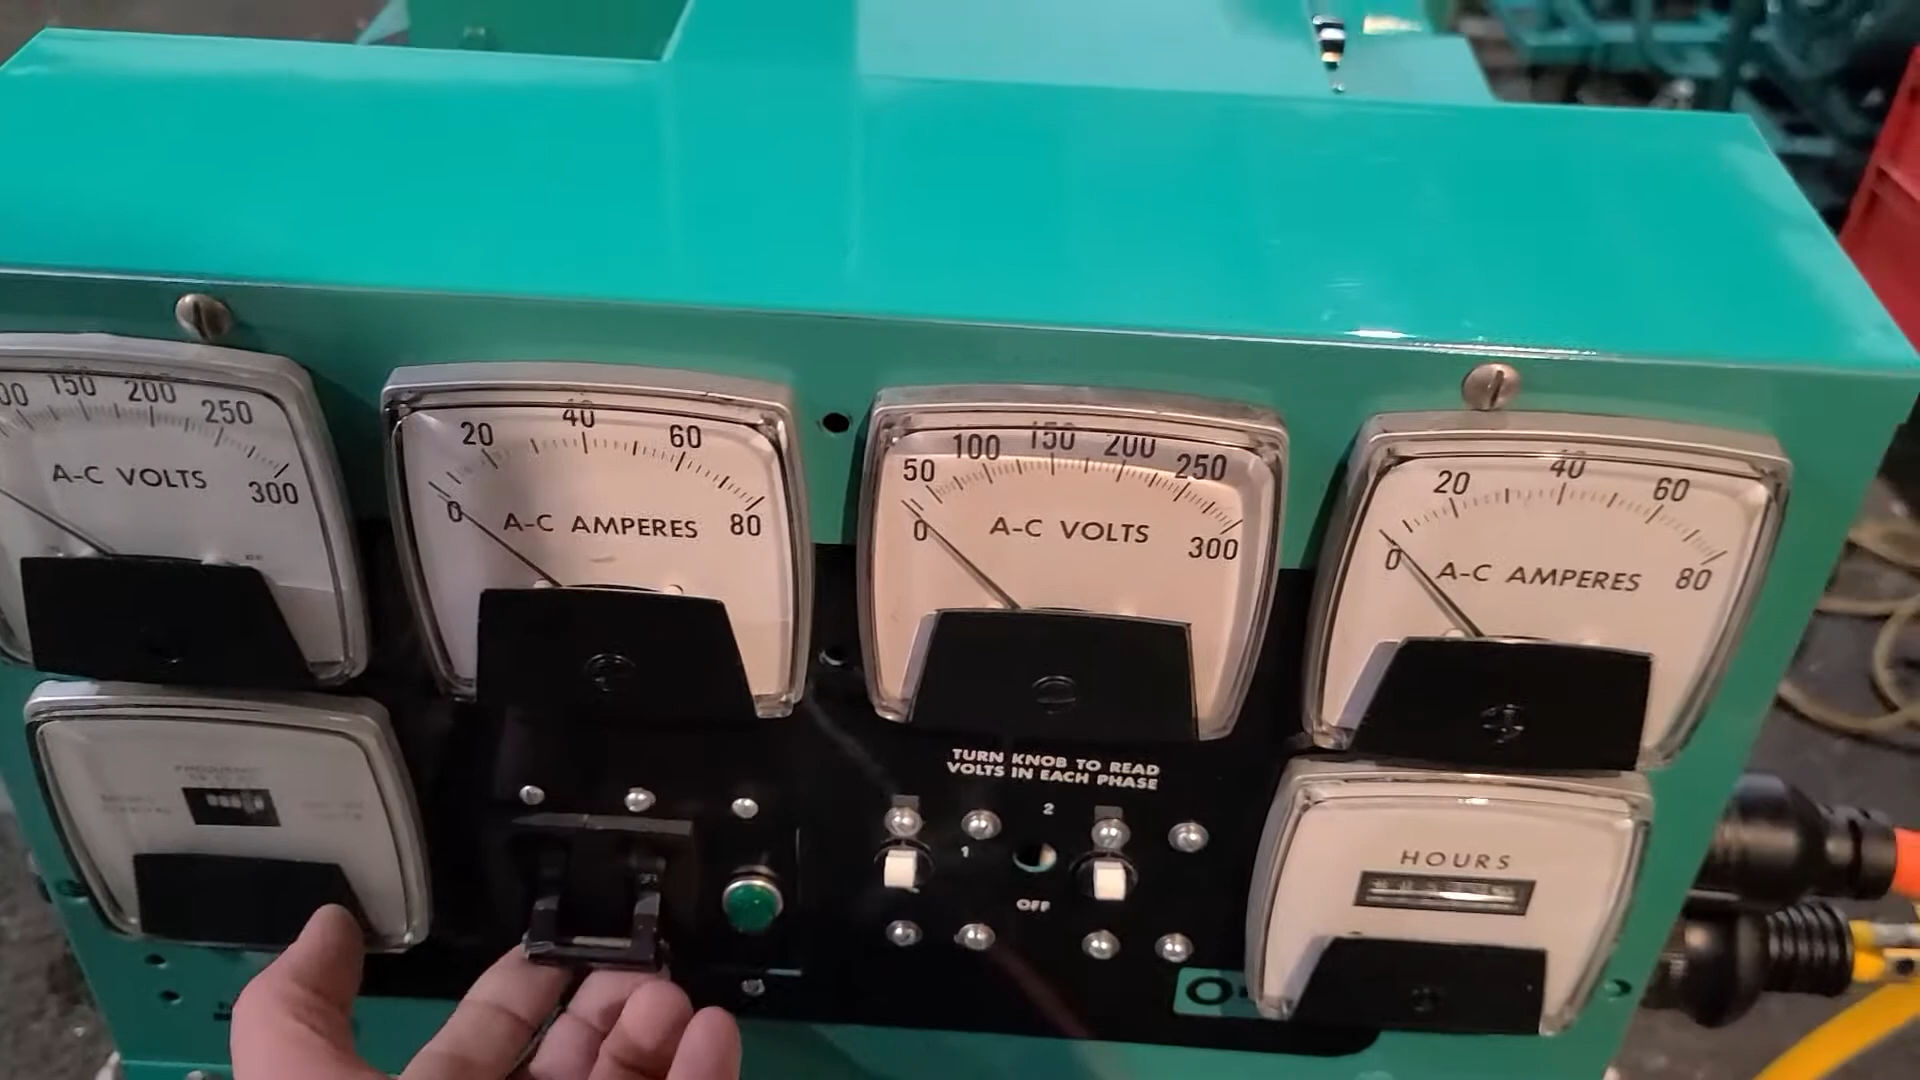 150 200 250 300
A-C VOLTS
0 20 40 60 80
A-C AMPERES
0 50 100 150 200 250 300
A-C VOLTS
0 20 40 60 80
A-C AMPERES
TURN KNOB TO READ
VOLTS IN EACH PHASE
2
1
OFF
HOURS